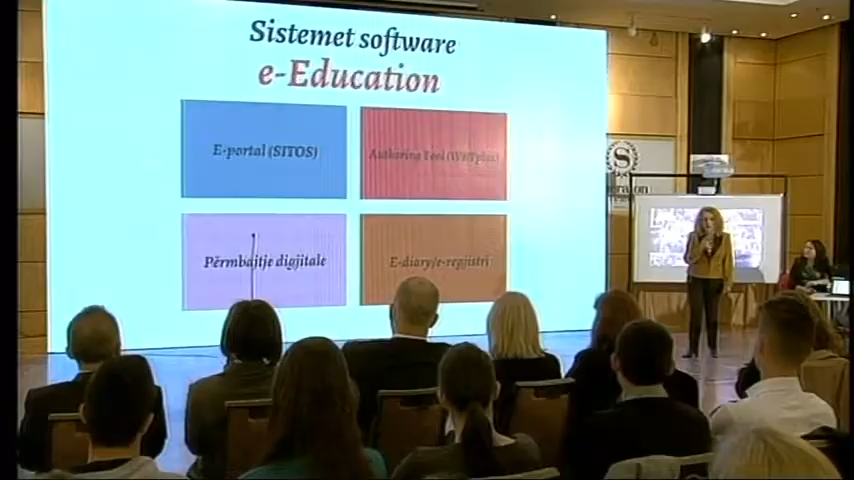 Sistemet software
e-Education
E-portal (SITOS)
Authoring Tool (WBTplus)
Përmbajtje digjitale
E-diary/e-regjistri
S